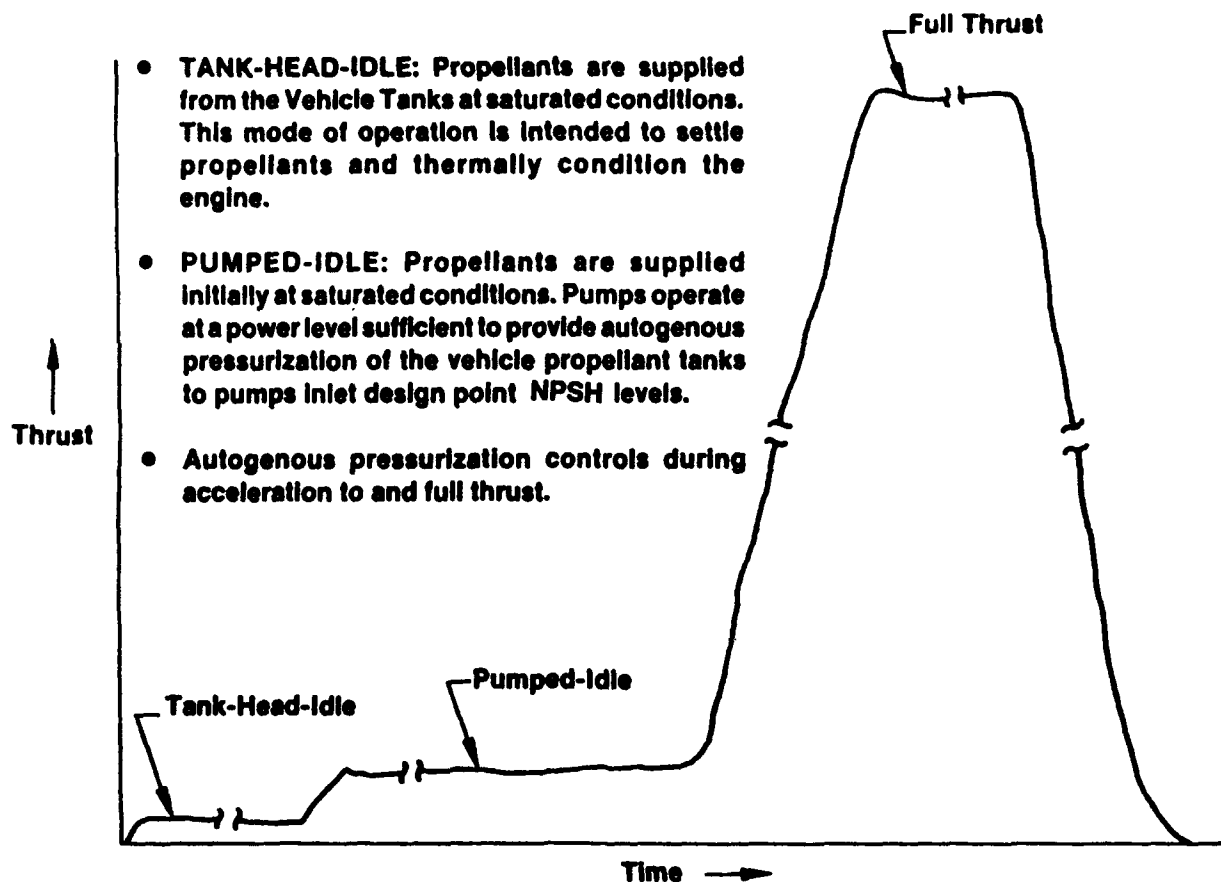 Full Thrust
● TANK-HEAD-IDLE: Propellants are supplied
from the Vehicle Tanks at saturated conditions.
This mode of operation is intended to settle
propellants and thermally condition the
engine.
● PUMPED-IDLE: Propellants are supplied
initially at saturated conditions. Pumps operate
at a power level sufficient to provide autogenous
pressurization of the vehicle propellant tanks
to pumps inlet design point NPSH levels.
Thrust
● Autogenous pressurization controls during
acceleration to and full thrust.
Pumped-Idle
Tank-Head-Idle
Time